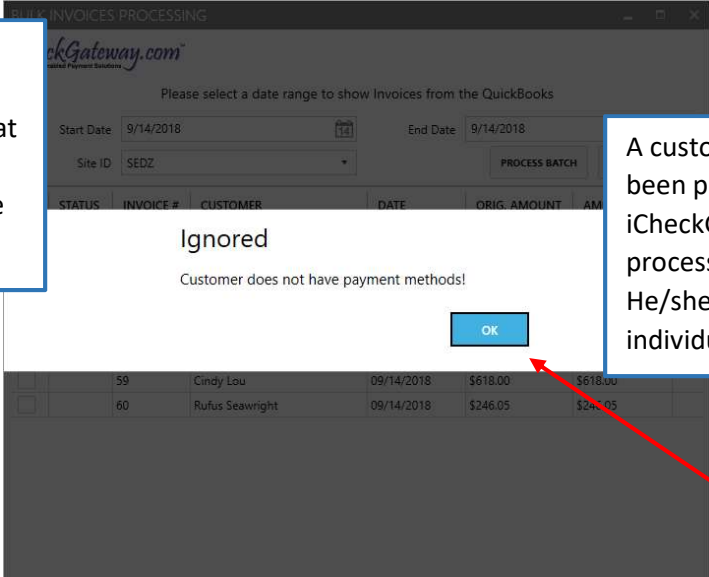 BULK INVOICES PROCESSING
ckGateway.com
Please select a date range to show Invoices from the QuickBooks
at
Start Date 9/14/2018 14 End Date 9/14/2018
Site ID SEDZ PROCESS BATCH
e
STATUS INVOICE # CUSTOMER DATE ORIG. AMOUNT AM
A custo
been p
iCheckG
process
He/she
individu
Ignored
Customer does not have payment methods!
OK
59 Cindy Lou 09/14/2018 $618.00 $618.00
60 Rufus Seawright 09/14/2018 $246.05 $246.05